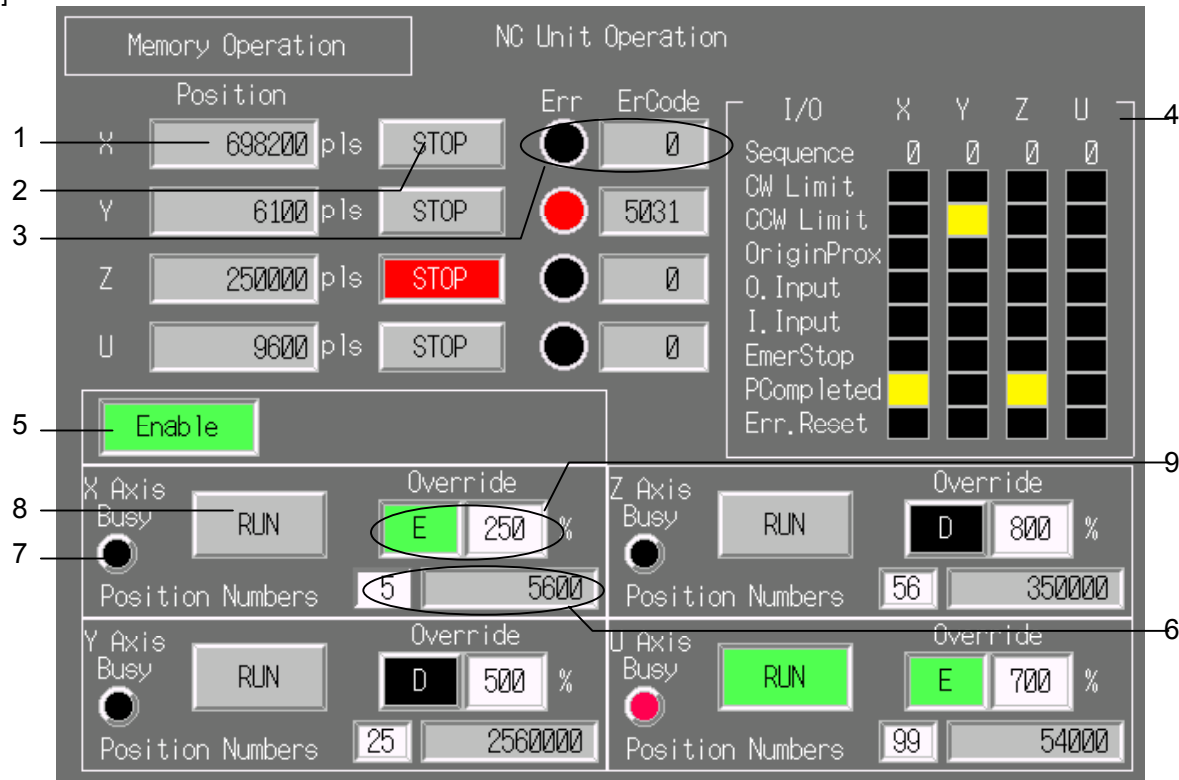 ]
Memory Operation NC Unit Operation
Position Err ErCode I/O X Y Z U 4
1 X 698200 pls STOP 0
Sequence 0 0 0 0
2 CW Limit
3 Y 6100 pls STOP 5031 CCW Limit
OriginProx
Z 250000 pls STOP 0 O.Input
I.Input
U 9600 pls STOP 0 EmerStop
PCompleted
5 Enable Err.Reset
9
X Axis Override
8 Busy RUN E 250 %
7
Position Numbers 5 5600
Z Axis Override
Busy RUN D 800 %
Position Numbers 56 350000
6
Y Axis Override
Busy RUN D 500 %
Position Numbers 25 2560000
U Axis Override
Busy RUN E 700 %
Position Numbers 99 54000